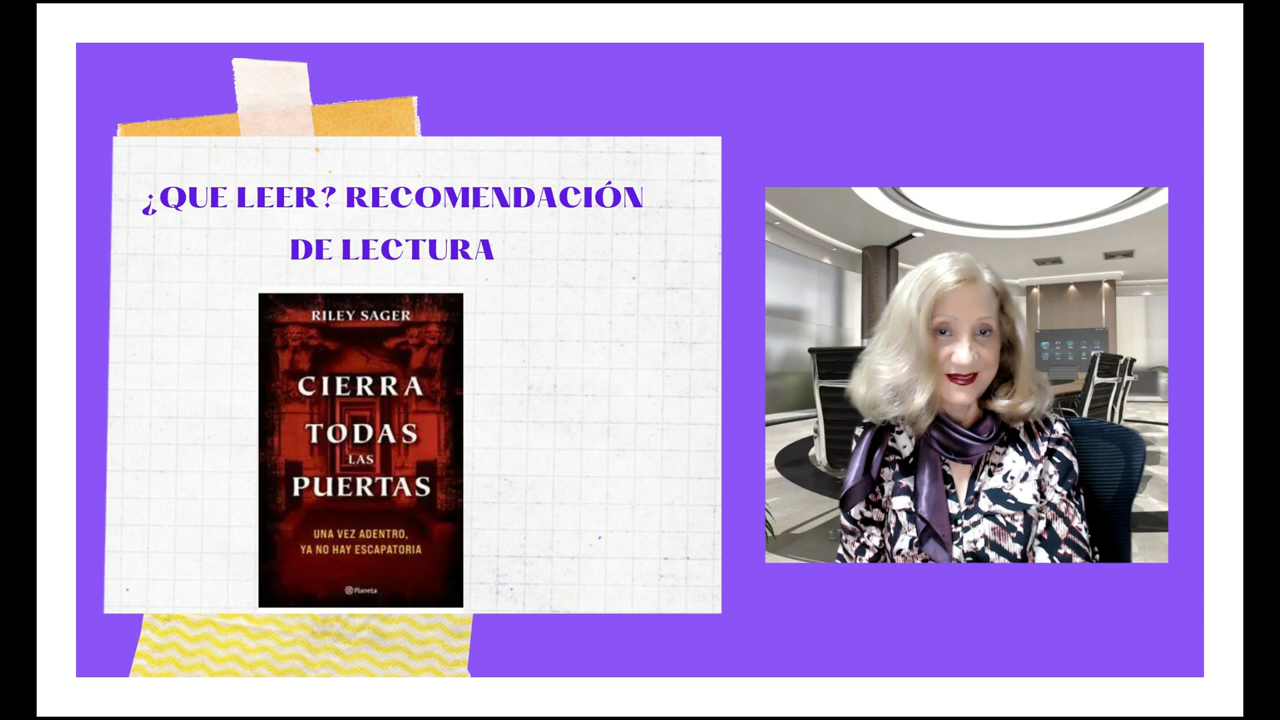 ¿QUE LEER? RECOMENDACIÓN
DE LECTURA
RILEY SAGER
CIERRA
TODAS
LAS
PUERTAS
UNA VEZ ADENTRO,
YA NO HAY ESCAPATORIA
Planeta